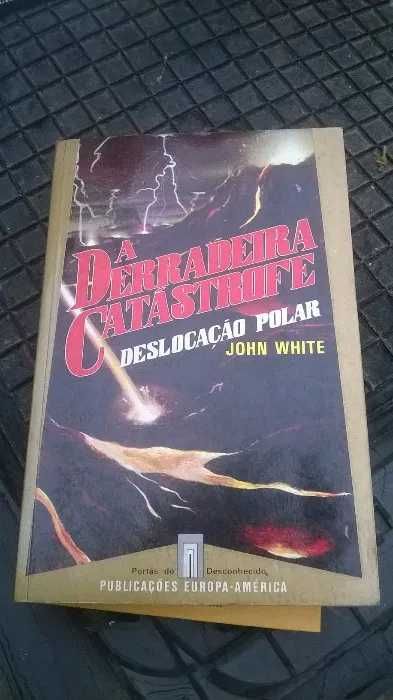 A
DERRADEIRA
CATÁSTROFE
DESLOCAÇÃO POLAR
JOHN WHITE
Portas do Desconhecido
PUBLICAÇÕES EUROPA-AMÉRICA